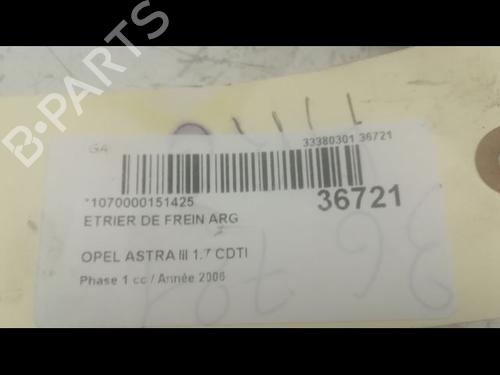 B-PARTS
GA
33380301 36721
*1070000151425
36721
ETRIER DE FREIN ARG
OPEL ASTRA III 1.7 CDTI
Phase 1 cc / Année 2006